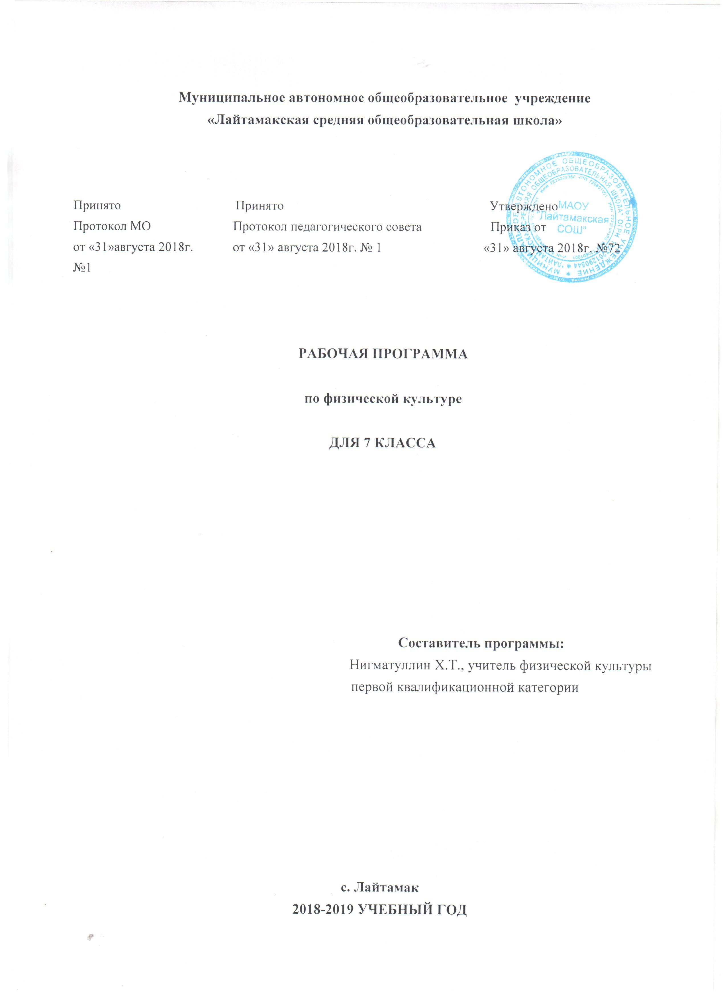 Муниципальное автономное общеобразовательное учреждение
«Лайтамакская средняя общеобразовательная школа»
Принято
Протокол МО
от «31»августа 2018г.
№1
Принято
Протокол педагогического совета
от «31» августа 2018г. № 1
Утверждено
Приказ от
«31» августа 2018г. №72
МАОУ
"Лайтамакская
СОШ"
РАБОЧАЯ ПРОГРАММА
по физической культуре
ДЛЯ 7 КЛАССА
Составитель программы:
Нигматуллин Х.Т., учитель физической культуры
первой квалификационной категории
с. Лайтамак
2018-2019 УЧЕБНЫЙ ГОД